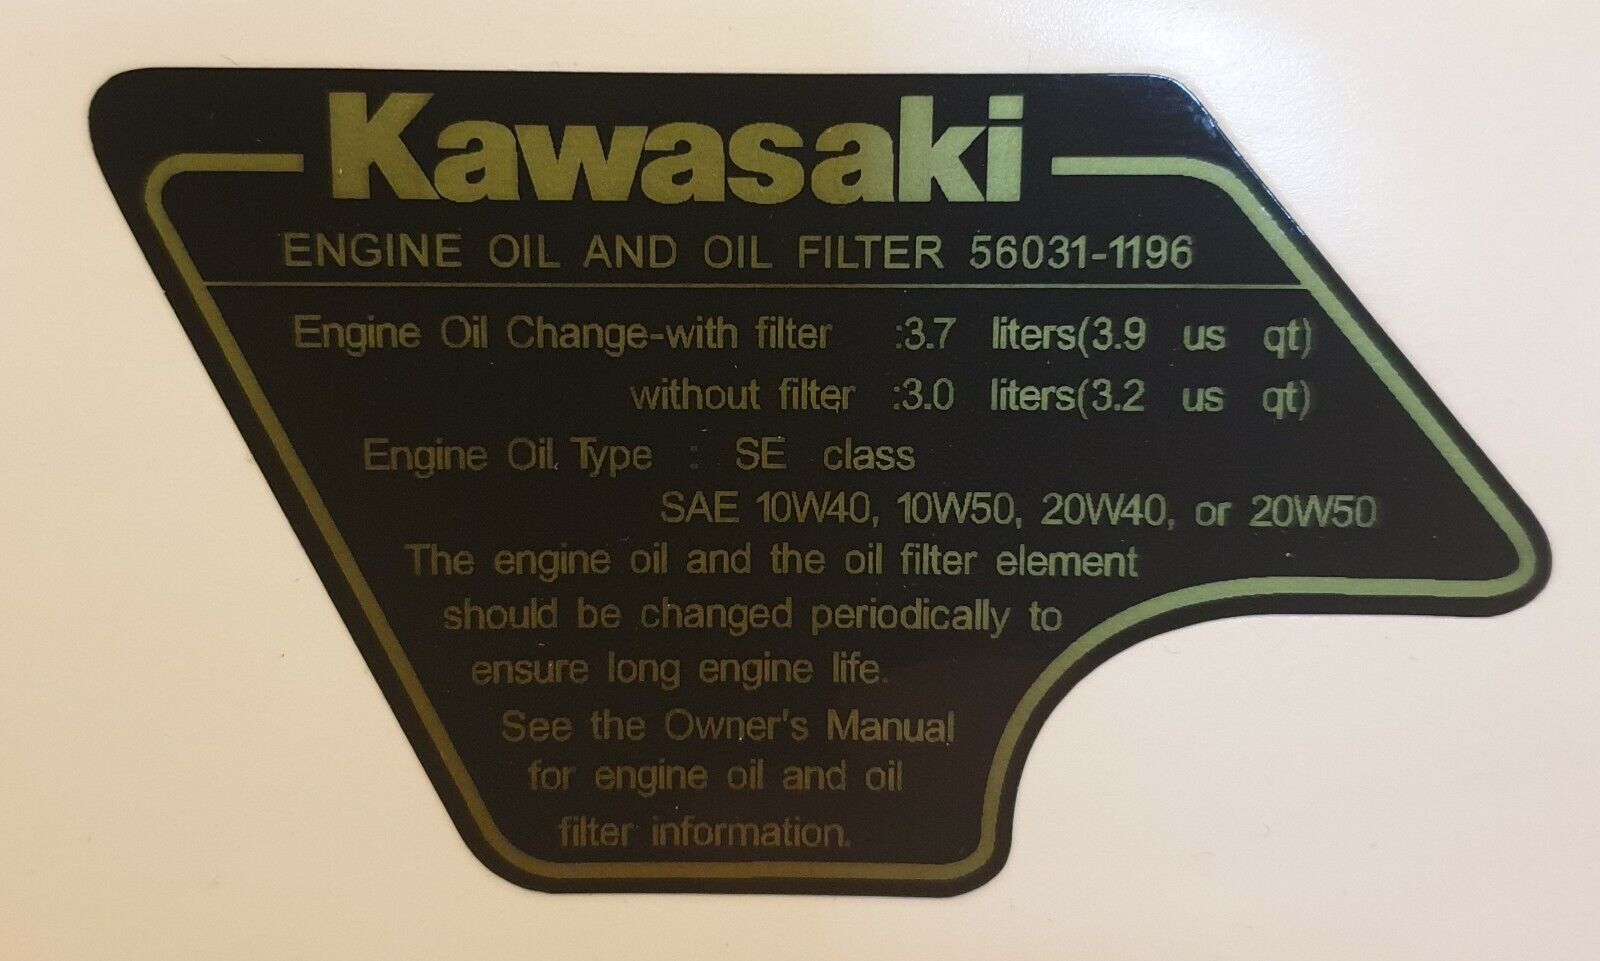 Kawasaki
ENGINE OIL AND OIL FILTER 56031-1196
Engine Oil Change-with filter :3.7 liters(3.9 us qt)
without filter :3.0 liters(3.2 us qt)
Engine Oil Type : SE class
SAE 10W40, 10W50, 20W40, or 20W50
The engine oil and the oil filter element
should be changed periodically to
ensure long engine life.
See the Owner's Manual
for engine oil and oil
filter information.